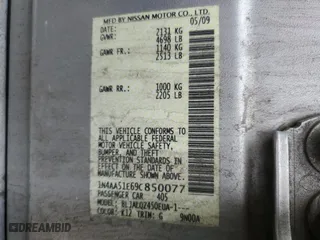 MFD BY NISSAN MOTOR CO., LTD.
DATE: 05/09
GVWR: 2131 KG
4698 LB
GAWR FR: 1140 KG
2513 LB
GAWR RR: 1000 KG
2205 LB
THIS VEHICLE CONFORMS TO ALL APPLICABLE
FEDERAL MOTOR VEHICLE SAFETY,
BUMPER, AND THEFT PREVENTION
STANDARDS IN EFFECT ON THE DATE OF
MANUFACTURE SHOWN ABOVE.
1N4AA51E69C850077
PASSENGER CAR 405
MODEL:
COLOR: K12 TRIM: G 9N00A
© AUTOBIDMASTER